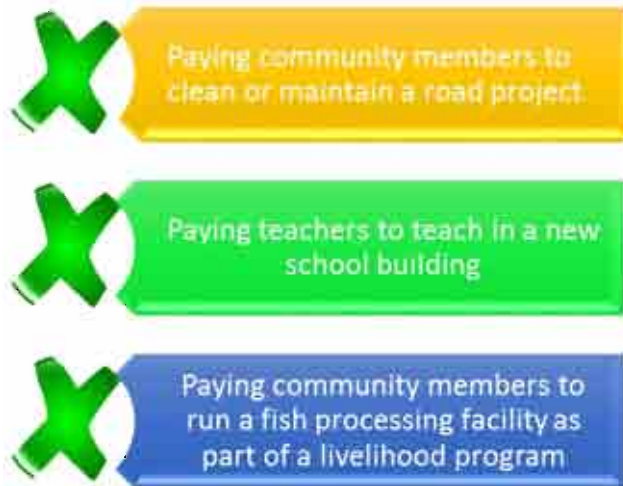 Paying community members to
clean or maintain a road project
Paying teachers to teach in a new
school building
Paying community members to
run a fish processing facility as
part of a livelihood program